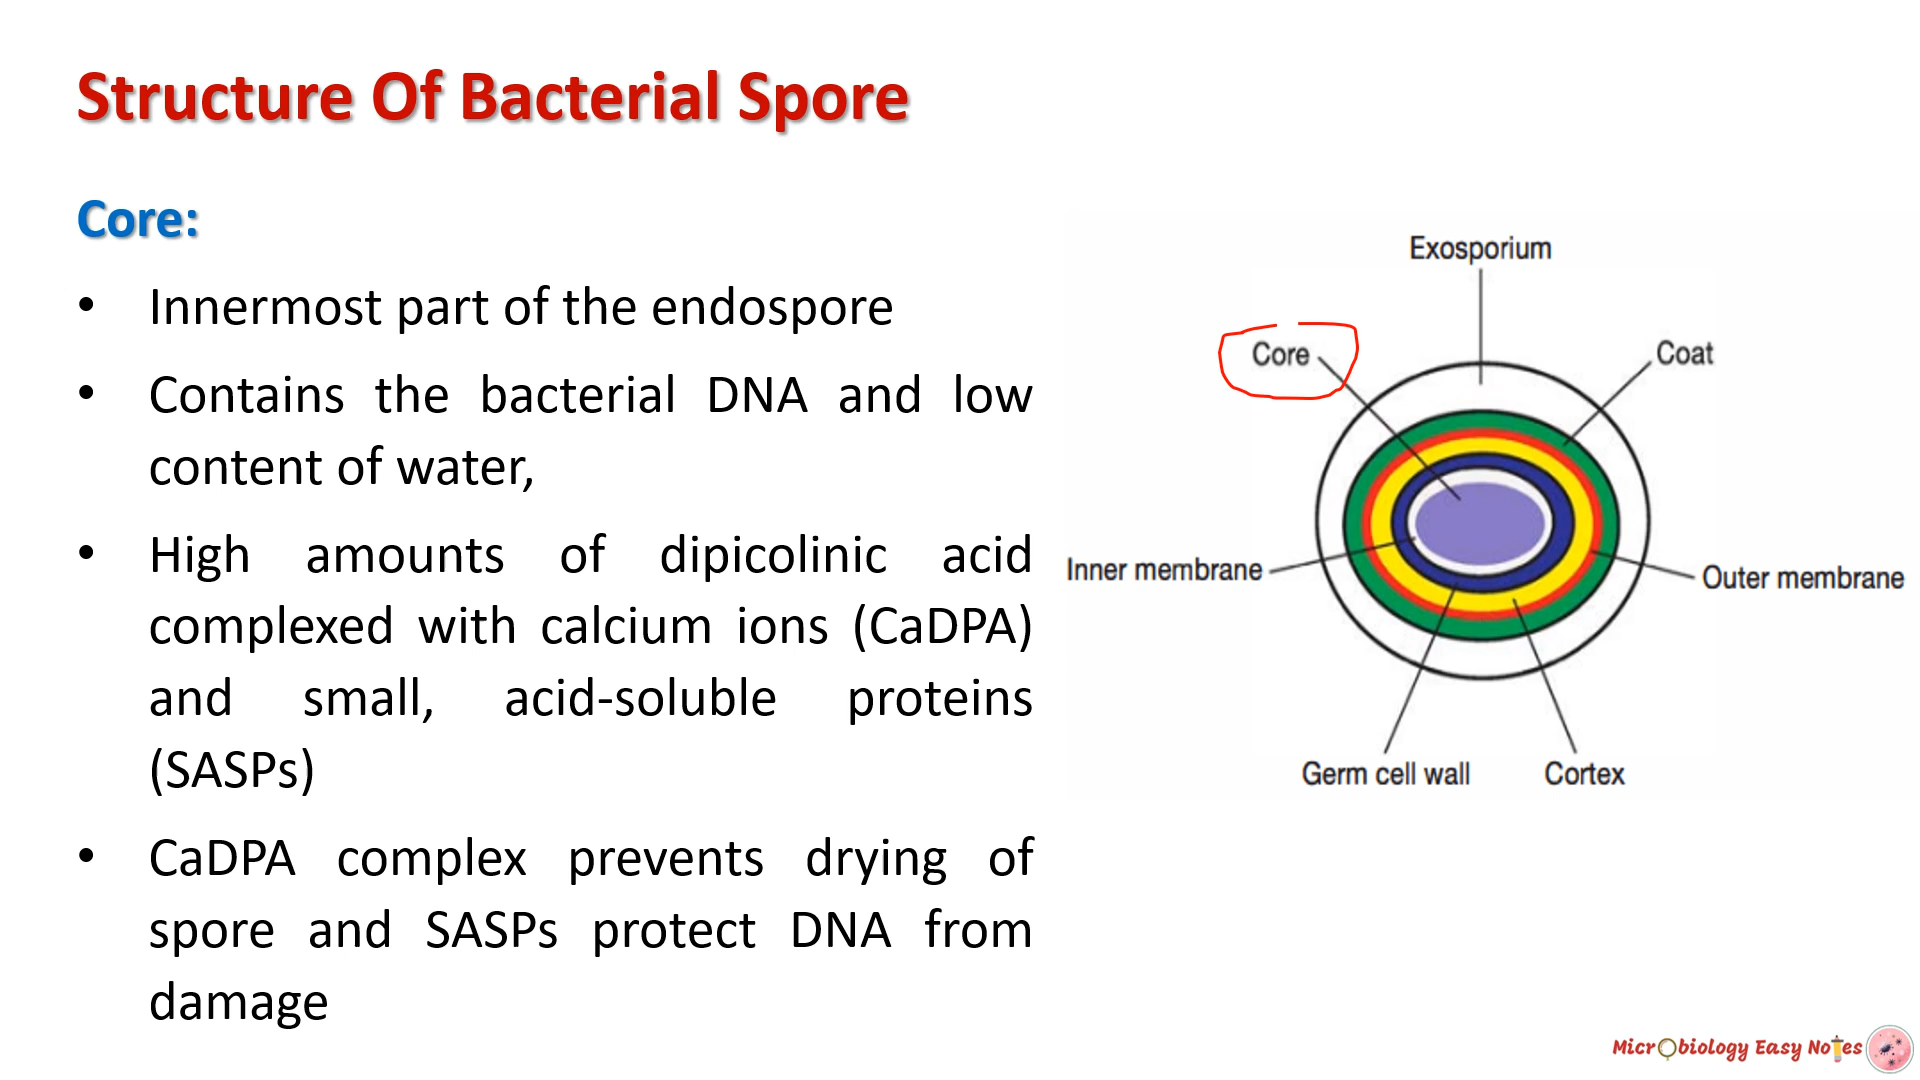 Structure Of Bacterial Spore
Core:
• Innermost part of the endospore
• Contains the bacterial DNA and low
content of water,
• High amounts of dipicolinic acid
complexed with calcium ions (CaDPA)
and small, acid-soluble proteins
(SASPs)
• CaDPA complex prevents drying of
spore and SASPs protect DNA from
damage
Exosporium
Core
Coat
Inner membrane
Outer membrane
Germ cell wall
Cortex
Microbiology Easy Notes